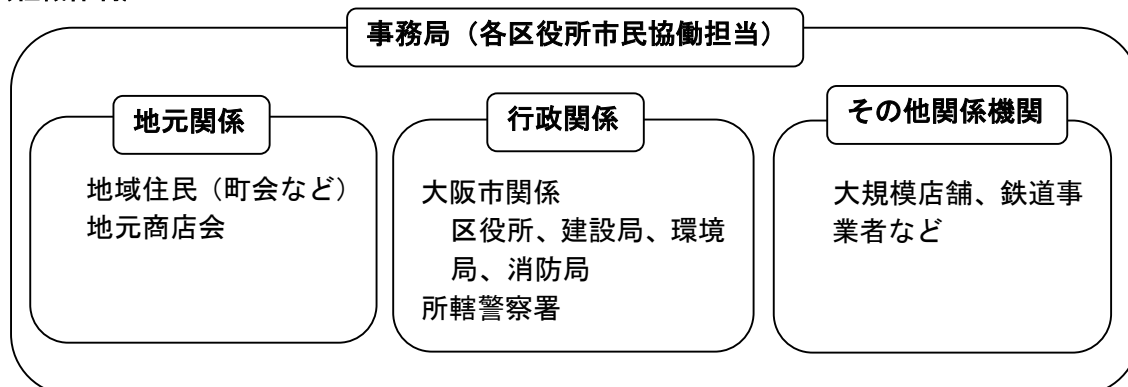 事務局（各区役所市民協働担当）
地元関係
地域住民（町会など）
地元商店会
行政関係
大阪市関係
区役所、建設局、環境
局、消防局
所轄警察署
その他関係機関
大規模店舗、鉄道事
業者など